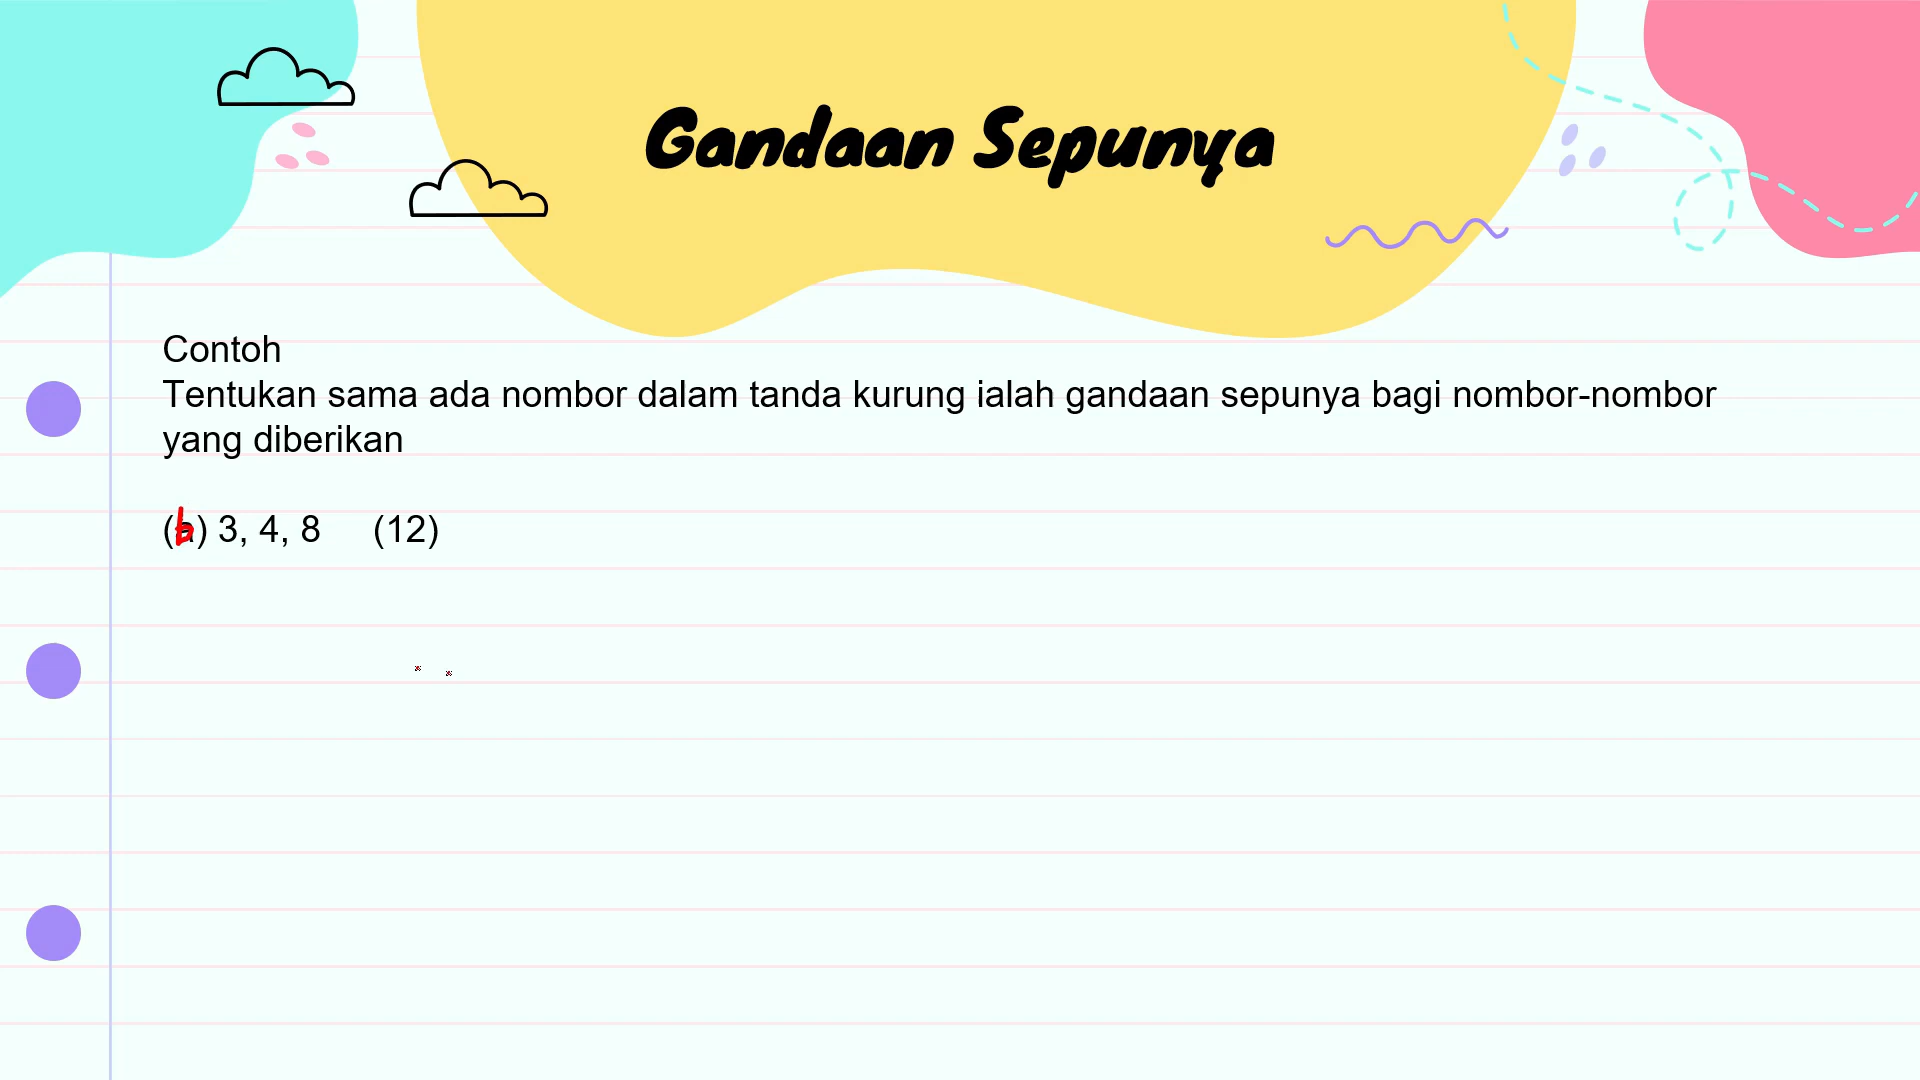 Gandaan Sepunya
Contoh
Tentukan sama ada nombor dalam tanda kurung ialah gandaan sepunya bagi nombor-nombor
yang diberikan
(b) 3, 4, 8 (12)